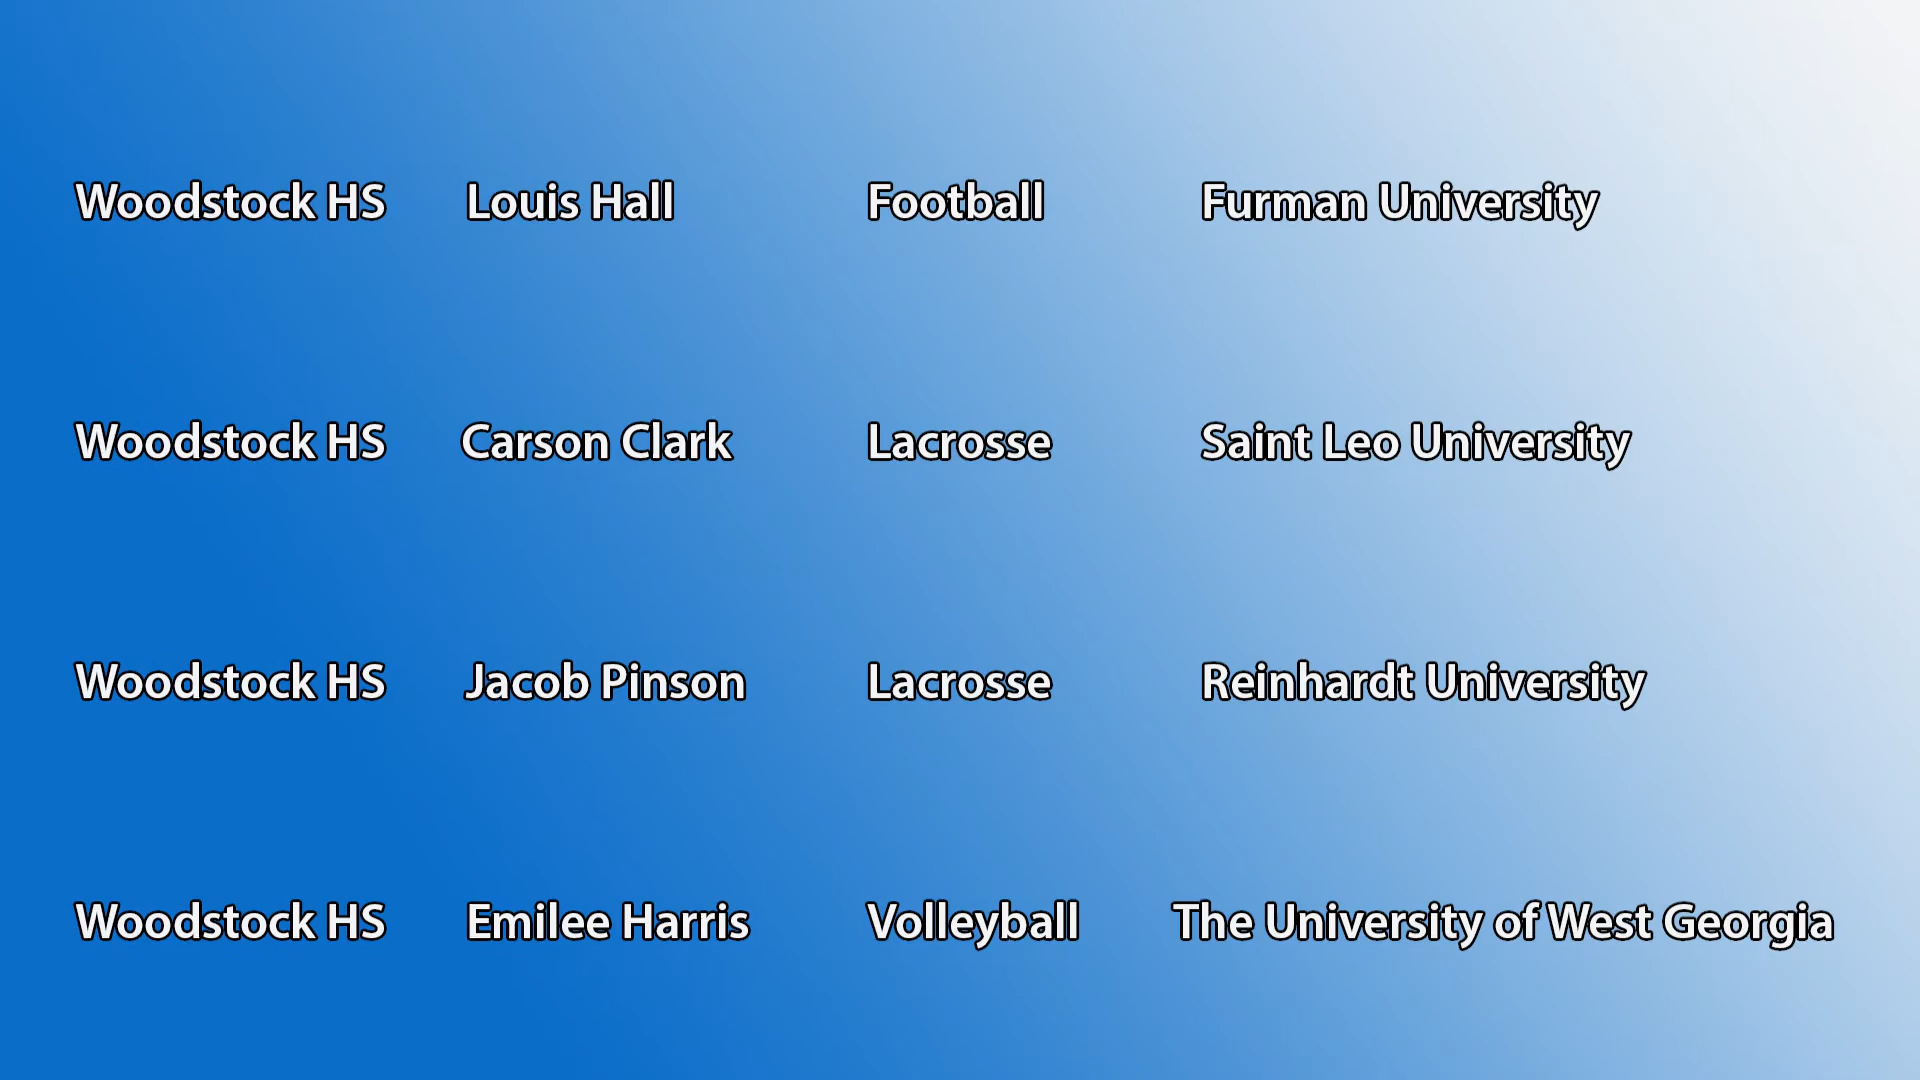 Woodstock HS Louis Hall Football Furman University
Woodstock HS Carson Clark Lacrosse Saint Leo University
Woodstock HS Jacob Pinson Lacrosse Reinhardt University
Woodstock HS Emilee Harris Volleyball The University of West Georgia